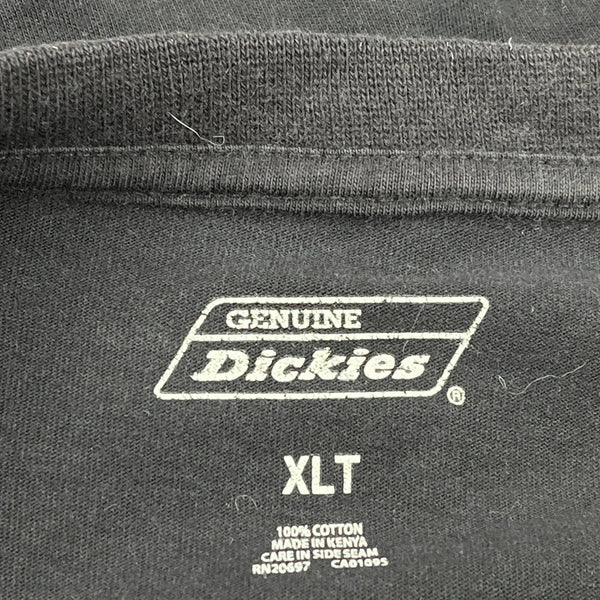 GENUINE
Dickies
®
XLT
100% COTTON
MADE IN KENYA
CARE IN SIDE SEAM
RN20697 CA01095